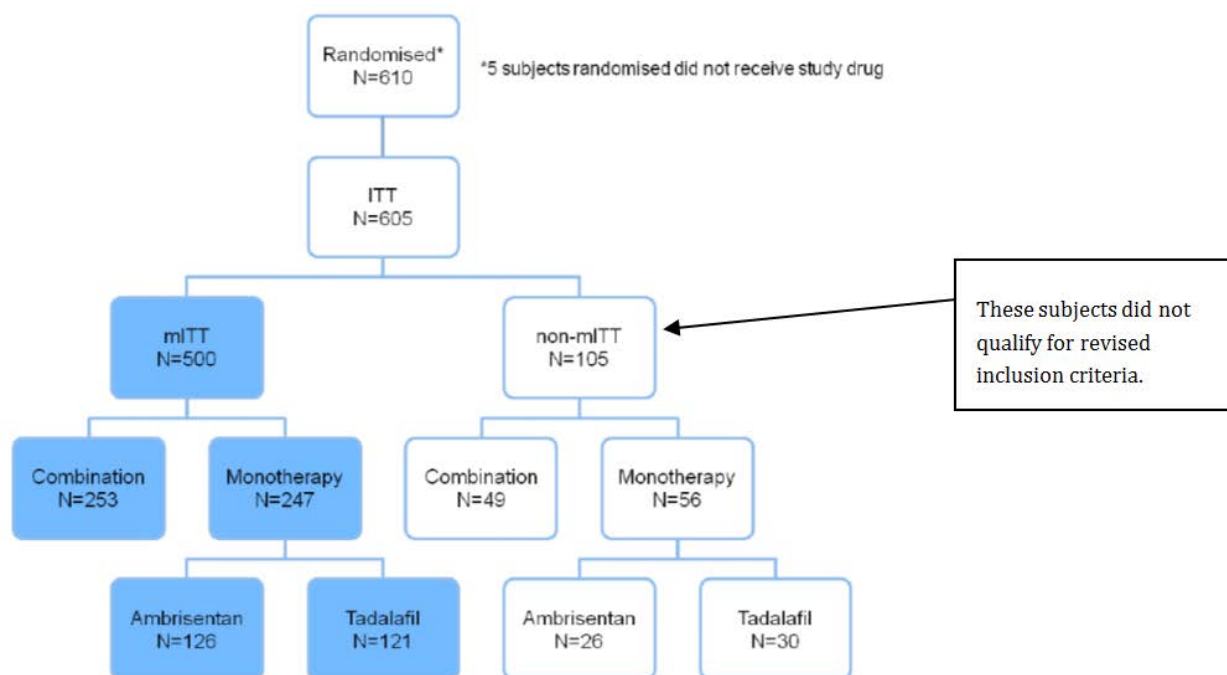 Randomised*
N=610
*5 subjects randomised did not receive study drug
ITT
N=605
mITT
N=500
non-mITT
N=105
These subjects did not
qualify for revised
inclusion criteria.
Combination
N=253
Monotherapy
N=247
Combination
N=49
Monotherapy
N=56
Ambrisentan
N=126
Tadalafil
N=121
Ambrisentan
N=26
Tadalafil
N=30